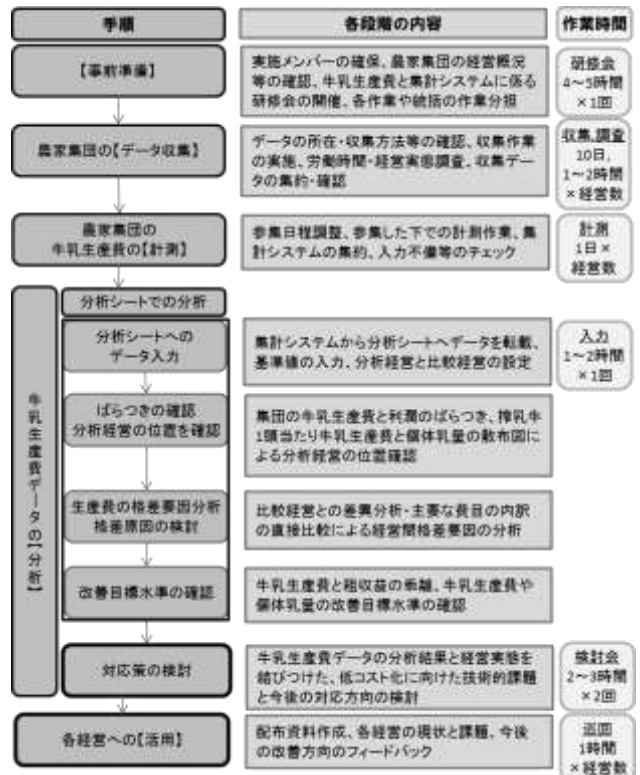 手順
各段階の内容
作業時間
【事前準備】
実施メンバーの確保、農家集団の経営概況
等の確認、牛乳生産費と集計システムに係る
研修会の開催、各作業や統括の作業分担
研修会
4～5時間
×1回
農家集団の【データ収集】
データの所在・収集方法等の確認、収集作業
の実施、労働時間・経営実態調査、収集デー
タの集約・確認
収集,調査
10日,
1～2時間
×経営数
農家集団の
牛乳生産費の【計測】
参集日程調整、参集した下での計測作業、集
計システムの集約、入力不備等のチェック
計測
1日×
経営数
牛乳生産費データの【分析】
分析シートでの分析
分析シートへの
データ入力
集計システムから分析シートへデータを転載、
基準値の入力、分析経営と比較経営の設定
入力
1～2時間
×1回
ばらつきの確認
分析経営の位置を確認
集団の牛乳生産費と利潤のばらつき、搾乳牛
1頭当たり牛乳生産費と個体乳量の散布図に
よる分析経営の位置確認
生産費の格差要因分析
格差原因の検討
比較経営との差異分析・主要な費目の内訳
の直接比較による経営間格差要因の分析
改善目標水準の確認
牛乳生産費と粗収益の乖離、牛乳生産費や
個体乳量の改善目標水準の確認
対応策の検討
牛乳生産費データの分析結果と経営実態を
結びつけた、低コスト化に向けた技術的課題
と今後の対応方向の検討
検討会
2～3時間
×2回
各経営への【活用】
配布資料作成、各経営の現状と課題、今後
の改善方向のフィードバック
巡回
1時間
×経営数